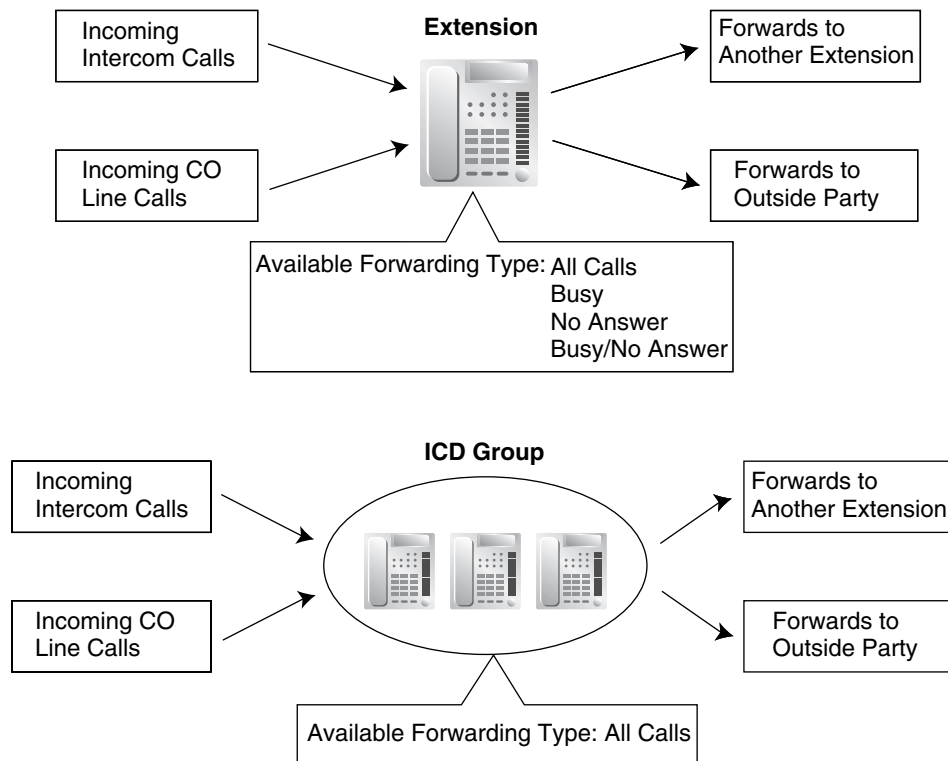 Incoming
Intercom Calls
Extension
Forwards to
Another Extension
Incoming CO
Line Calls
Forwards to
Outside Party
Available Forwarding Type: All Calls
Busy
No Answer
Busy/No Answer
ICD Group
Incoming
Intercom Calls
Forwards to
Another Extension
Incoming CO
Line Calls
Forwards to
Outside Party
Available Forwarding Type: All Calls